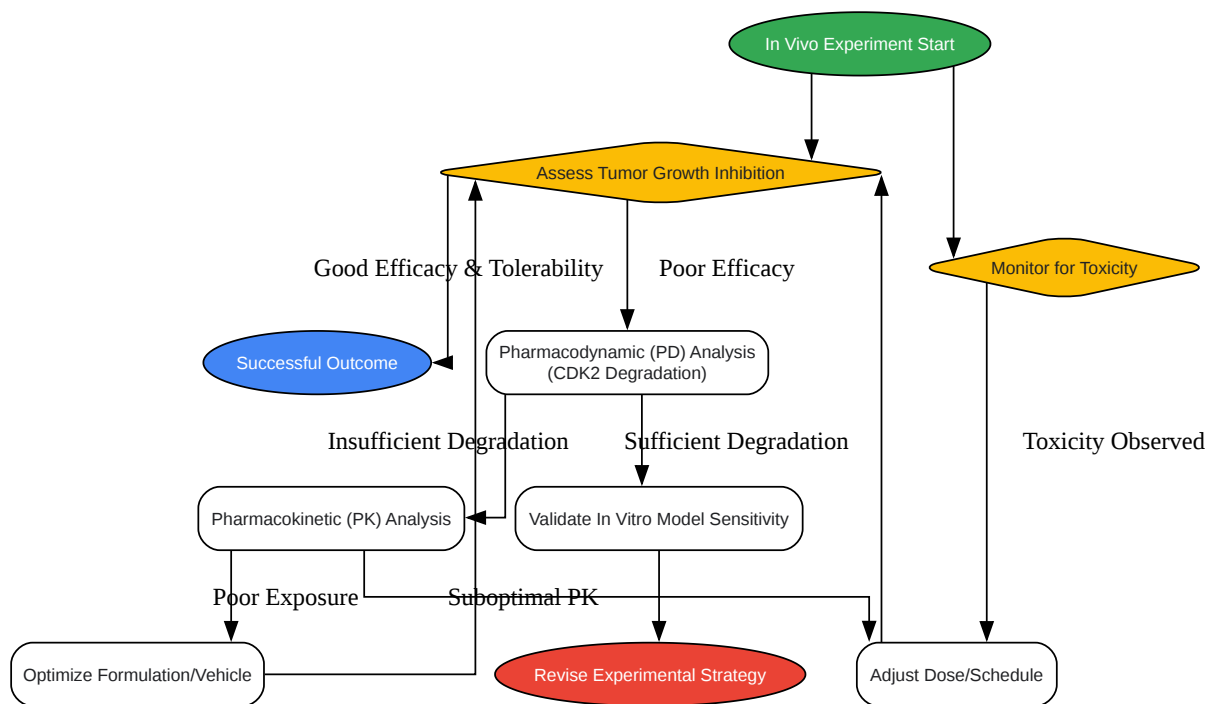 In Vivo Experiment Start
Assess Tumor Growth Inhibition
Good Efficacy & Tolerability
Poor Efficacy
Monitor for Toxicity
Successful Outcome
Pharmacodynamic (PD) Analysis
(CDK2 Degradation)
Insufficient Degradation
Sufficient Degradation
Toxicity Observed
Pharmacokinetic (PK) Analysis
Validate In Vitro Model Sensitivity
Poor Exposure
Suboptimal PK
Optimize Formulation/Vehicle
Revise Experimental Strategy
Adjust Dose/Schedule